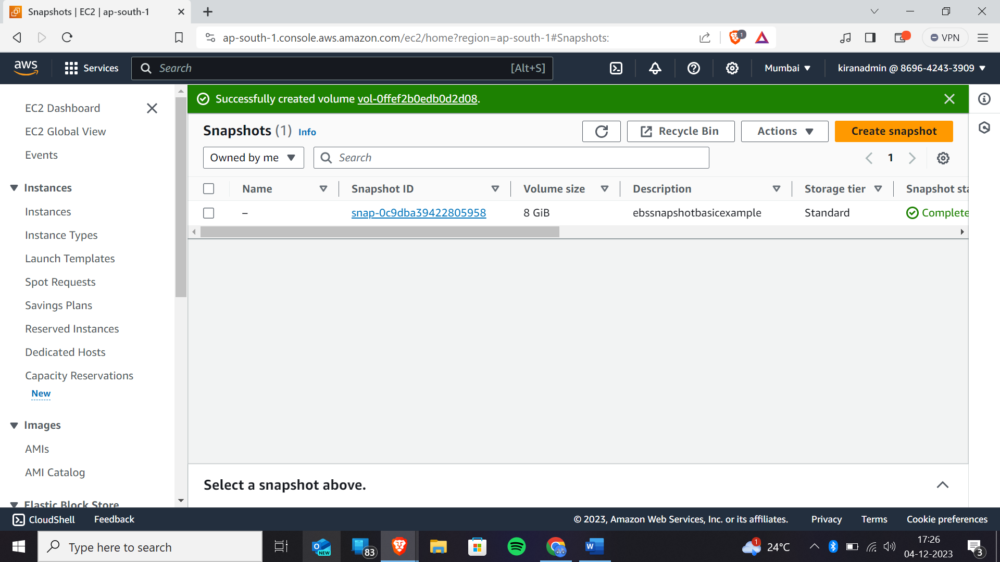 Snapshots | EC2 | ap-south-1
ap-south-1.console.aws.amazon.com/ec2/home?region=ap-south-1#Snapshots:
1
VPN
aws
Services
Search
[Alt+S]
Mumbai
kiranadmin @ 8696-4243-3909
EC2 Dashboard
EC2 Global View
Events
Instances
Instances
Instance Types
Launch Templates
Spot Requests
Savings Plans
Reserved Instances
Dedicated Hosts
Capacity Reservations
New
Images
AMIs
AMI Catalog
Elastic Block Store
Successfully created volume vol-0ffef2b0edb0d2d08.
Snapshots (1) Info
Recycle Bin
Actions
Create snapshot
Owned by me
Search
1
Name Snapshot ID Volume size Description Storage tier Snapshot sta
– snap-0c9dba39422805958 8 GiB ebssnapshotbasicexample Standard Complete
Select a snapshot above.
CloudShell Feedback © 2023, Amazon Web Services, Inc. or its affiliates. Privacy Terms Cookie preferences
Type here to search
O
NEW
83
W
1
24°C
17:26
04-12-2023
3